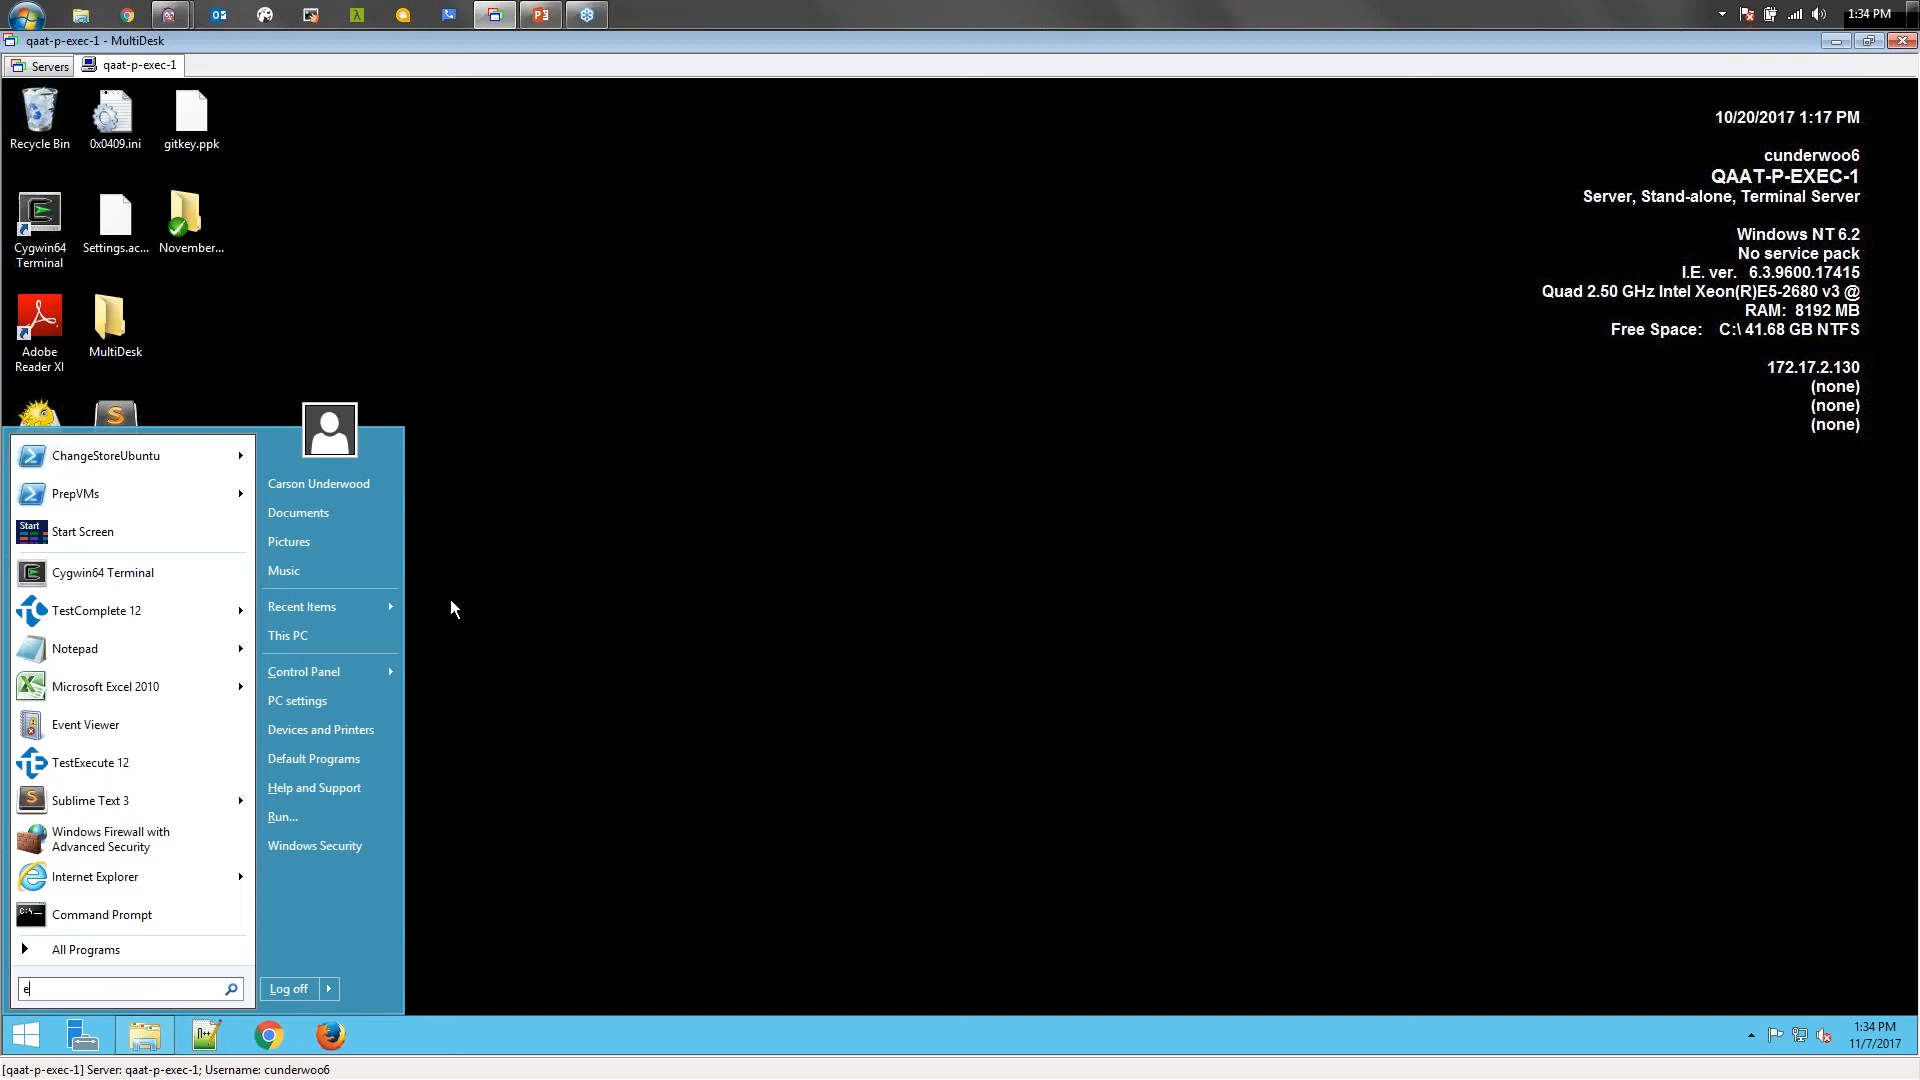 1:34 PM
qaat-p-exec-1 - MultiDesk
Servers
qaat-p-exec-1
Recycle Bin
0x0409.ini
gitkey.ppk
Cygwin64
Terminal
Settings.ac...
November...
Adobe
Reader XI
MultiDesk
10/20/2017 1:17 PM
cunderwoo6
QAAT-P-EXEC-1
Server, Stand-alone, Terminal Server
Windows NT 6.2
No service pack
I.E. ver. 6.3.9600.17415
Quad 2.50 GHz Intel Xeon(R)E5-2680 v3 @
RAM: 8192 MB
Free Space: C:\ 41.68 GB NTFS
172.17.2.130
(none)
(none)
(none)
ChangeStoreUbuntu
PrepVMs
Start
Start Screen
Cygwin64 Terminal
TestComplete 12
Notepad
Microsoft Excel 2010
Event Viewer
TestExecute 12
Sublime Text 3
Windows Firewall with
Advanced Security
Internet Explorer
Command Prompt
All Programs
e
Carson Underwood
Documents
Pictures
Music
Recent Items
This PC
Control Panel
PC settings
Devices and Printers
Default Programs
Help and Support
Run...
Windows Security
Log off
1:34 PM
11/7/2017
[qaat-p-exec-1] Server: qaat-p-exec-1; Username: cunderwoo6